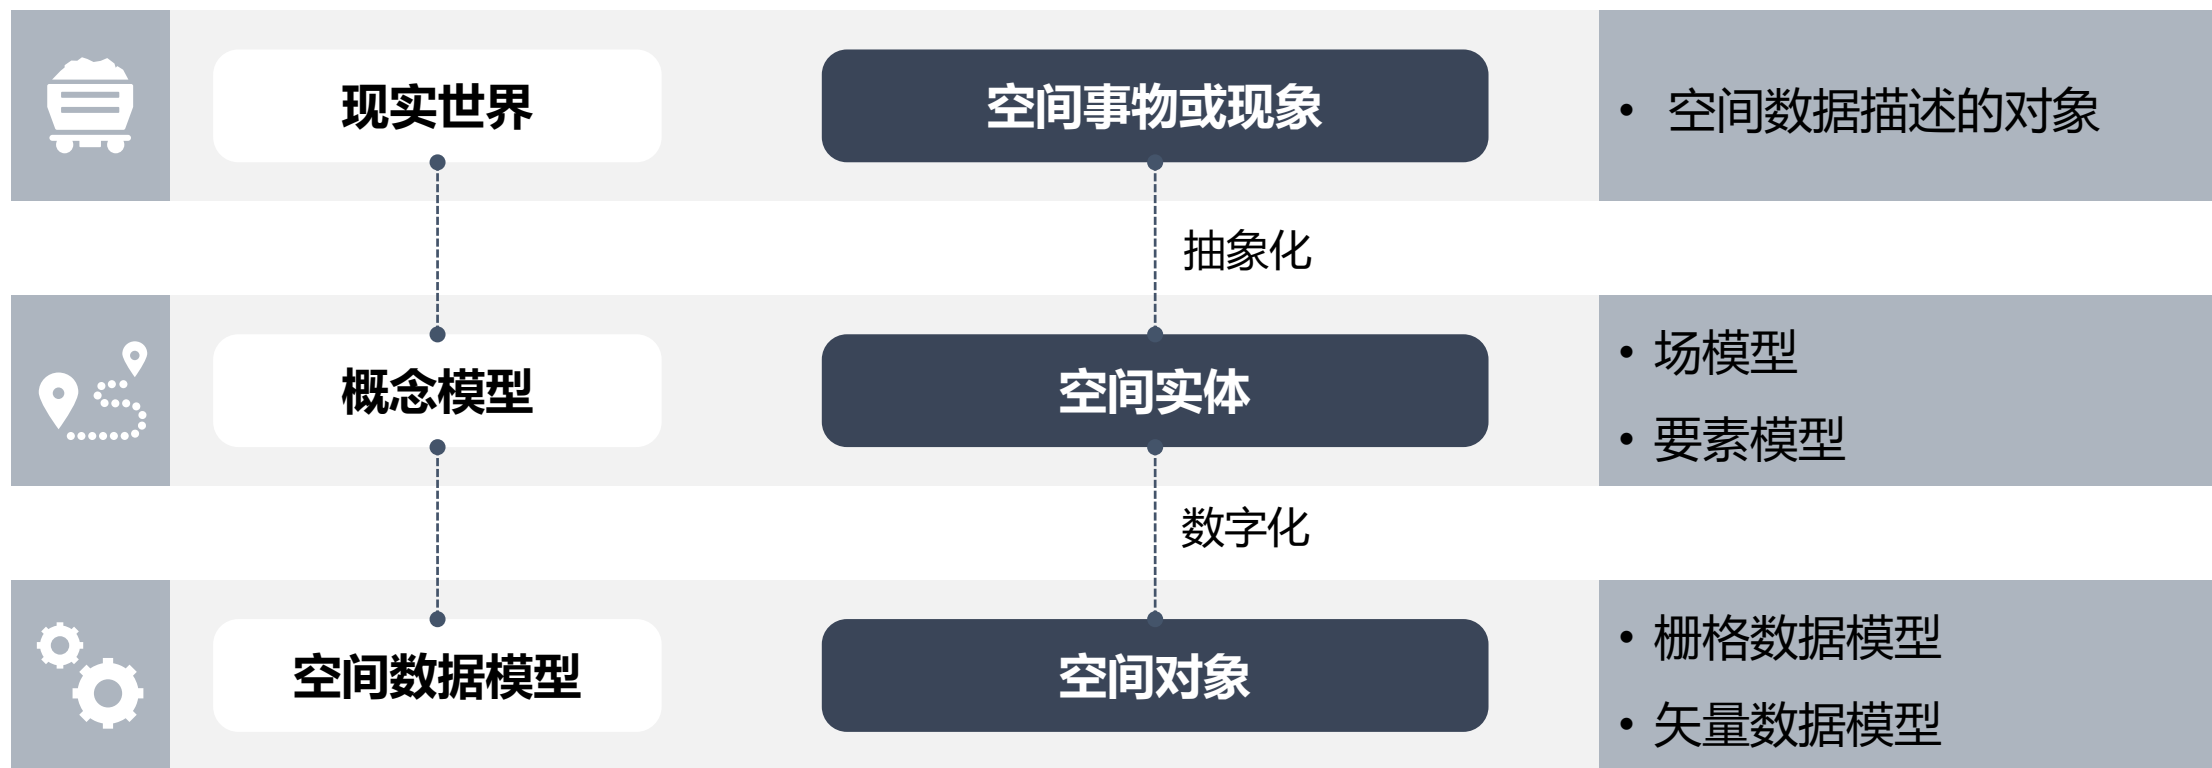 现实世界
空间事物或现象
• 空间数据描述的对象
抽象化
概念模型
空间实体
• 场模型
• 要素模型
数字化
空间数据模型
空间对象
• 栅格数据模型
• 矢量数据模型